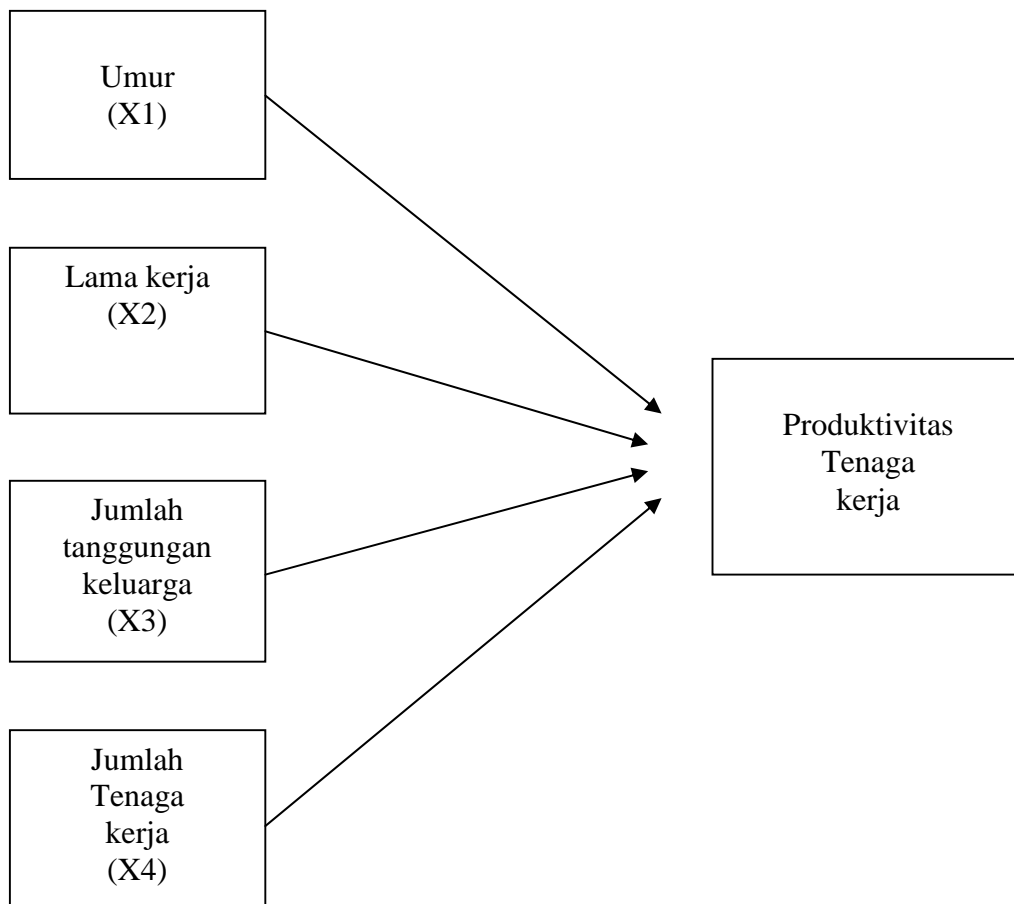 Umur
(X1)
Lama kerja
(X2)
Jumlah
tanggungan
keluarga
(X3)
Jumlah
Tenaga
kerja
(X4)
Produktivitas
Tenaga
kerja